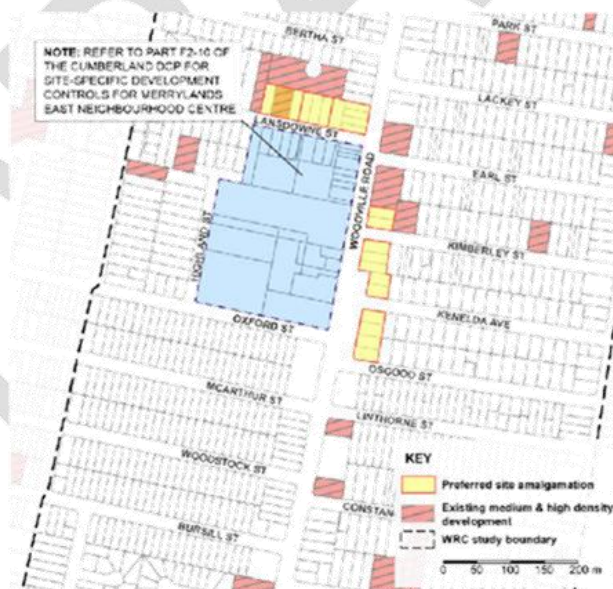 BERTHA ST
PARK ST
NOTE: REFER TO PART F2-10 OF
THE CUMBERLAND DCP FOR
SITE-SPECIFIC DEVELOPMENT
CONTROLS FOR MERRYLANDS
EAST NEIGHBOURHOOD CENTRE
LACKEY ST
LANSDOWNE ST
EARL ST
WOODVILLE ROAD
HIGHLAND ST
KIMBERLEY ST
KENELDA AVE
OXFORD ST
OSGOOD ST
MCARTHUR ST
LINTHORNE ST
WOODSTOCK ST
CONSTAN
BURSILL ST
KEY
Preferred site amalgamation
Existing medium & high density
development
WRC study boundary
0 50 100 150 200 m